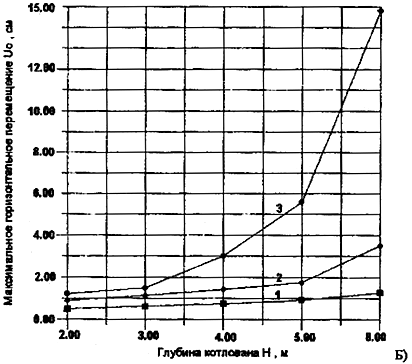 Максимальное горизонтальное перемещение Uo, см
15.00
12.00
10.00
8.00
6.00
4.00
2.00
0.00
3
2
1
2.00 3.00 4.00 5.00 8.00
Глубина котлована Н , м
Б)